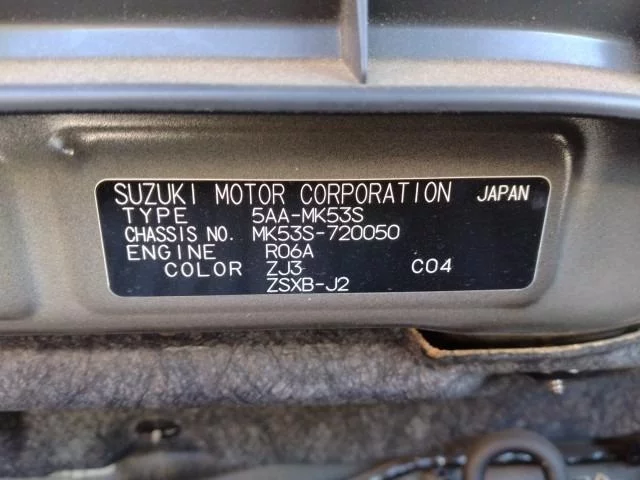 SUZUKI MOTOR CORPORATION JAPAN
TYPE 5AA-MK53S
CHASSIS NO. MK53S-720050
ENGINE R06A
COLOR ZJ3 C04
ZSXB-J2